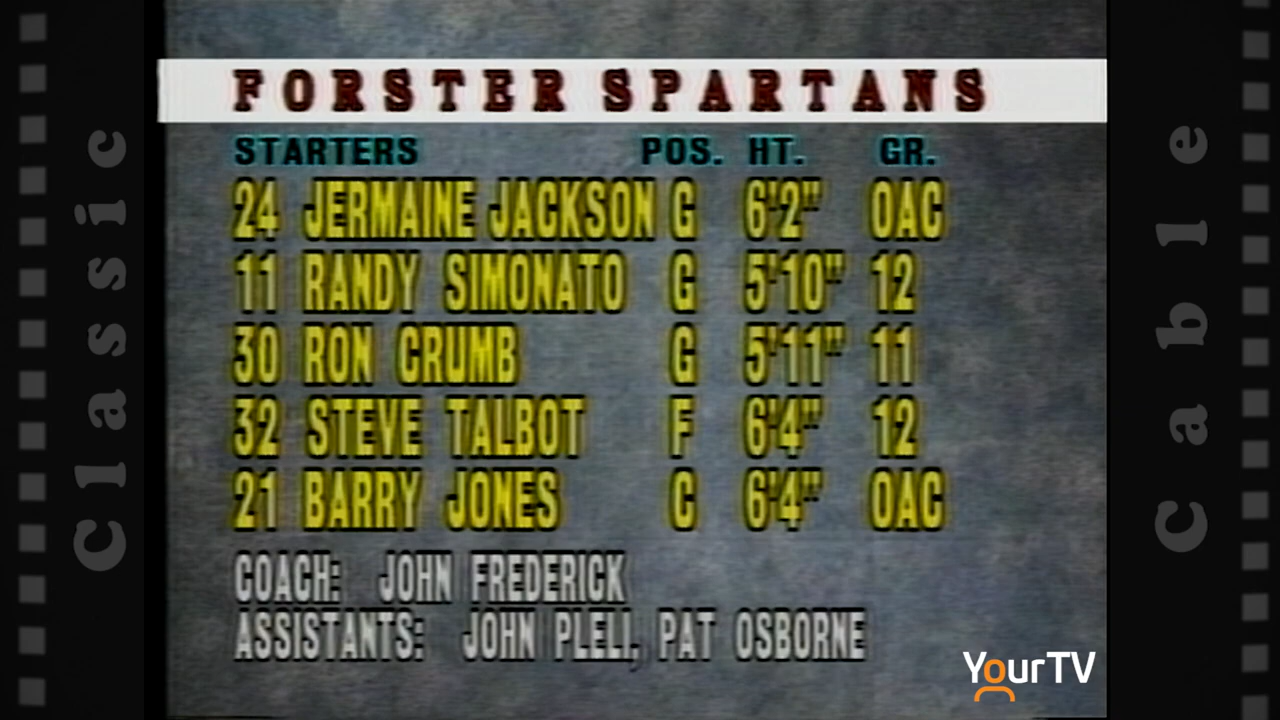 FORSTER SPARTANS
STARTERS POS. HT. GR.
24 JERMAINE JACKSON G 6'2" OAC
11 RANDY SIMONATO G 5'10" 12
30 RON CRUMB G 5'11" 11
32 STEVE TALBOT F 6'4" 12
21 BARRY JONES C 6'4" OAC
COACH: JOHN FREDERICK
ASSISTANTS: JOHN PLELI, PAT OSBORNE
Classic
Cable
YourTV